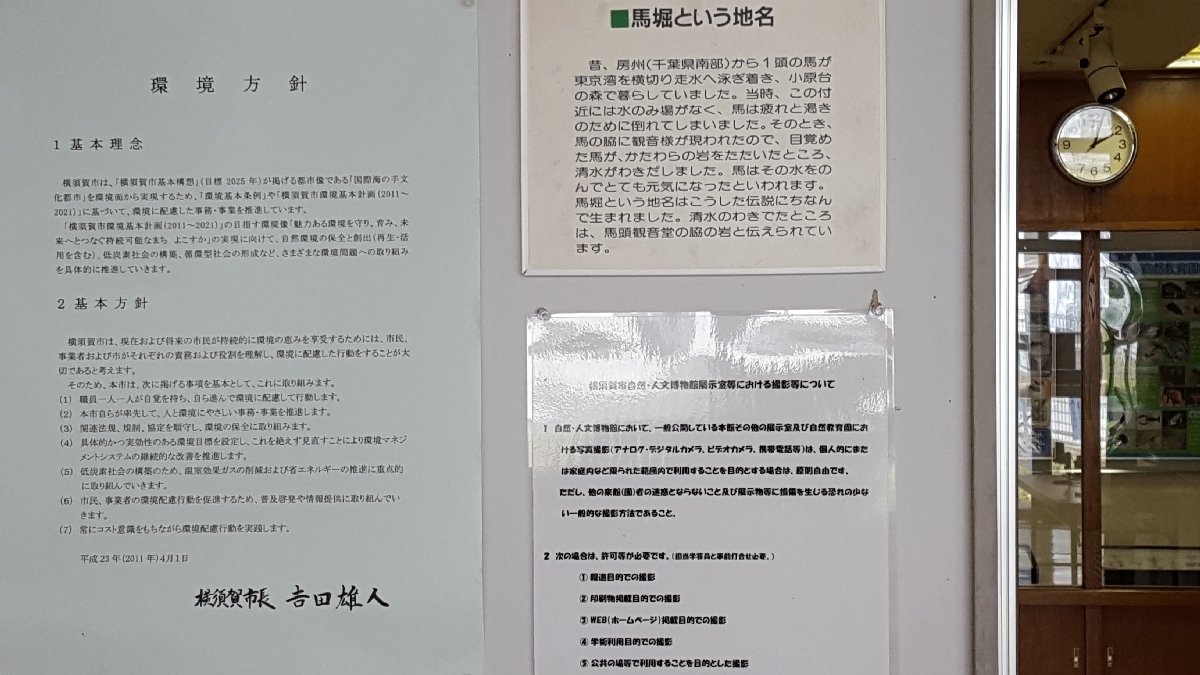 環境方針
1 基本理念
横須賀市は、「横須賀市基本構想」(目標 2025 年)が掲げる都市像である「国際海の手文
化都市」を環境面から実現するため、「環境基本条例」や「横須賀市環境基本計画(2011～
2021)」に基づいて、環境に配慮した事務・事業を推進しています。
「横須賀市環境基本計画(2011～2021)」の目指す環境像「魅力ある環境を守り、育み、未
来へとつなぐ持続可能なまち よこすか」の実現に向けて、自然環境の保全と創出(再生・活
用を含む)、低炭素社会の構築、循環型社会の形成など、さまざまな環境問題への取り組み
を具体的に推進していきます。
2 基本方針
横須賀市は、現在および将来の市民が持続的に環境の恵みを享受するためには、市民、
事業者および市がそれぞれの責務および役割を理解し、環境に配慮した行動をすることが大
切であると考えます。
そのため、本市は、次に掲げる事項を基本として、これに取り組みます。
(1) 職員一人一人が自覚を持ち、自ら進んで環境に配慮して行動します。
(2) 本市自らが率先して、人と環境にやさしい事務・事業を推進します。
(3) 関連法規、規制、協定を順守し、環境の保全に取り組みます。
(4) 具体的かつ実効性のある環境目標を設定し、これを絶えず見直すことにより環境マネジ
メントシステムの継続的な改善を推進します。
(5) 低炭素社会の構築のため、温室効果ガスの削減および省エネルギーの推進に重点的
に取り組んでいきます。
(6) 市民、事業者の環境配慮行動を促進するため、普及啓発や情報提供に取り組んでい
きます。
(7) 常にコスト意識をもちながら環境配慮行動を実践します。
平成 23 年(2011 年)4月1日
横須賀市長 吉田雄人
■馬堀という地名
昔、房州(千葉県南部)から1頭の馬が
東京湾を横切り走水へ泳ぎ着き、小原台
の森で暮らしていました。当時、この付
近には水のみ場がなく、馬は疲れと渇き
のために倒れてしまいました。そのとき、
馬の脇に観音様が現われたので、目覚め
た馬が、かたわらの岩をたたいたところ、
清水がわきだしました。馬はその水をの
んでとても元気になったといわれます。
馬堀という地名はこうした伝説にちなん
で生まれました。清水のわきでたところ
は、馬頭観音堂の脇の岩と伝えられてい
ます。
横須賀市自然・人文博物館展示室等における撮影等について
1 自然・人文博物館において、一般公開している本館その他の展示室及び自然教育園にお
ける写真撮影(アナログ・デジタルカメラ、ビデオカメラ、携帯電話等)は、個人的にまた
は家庭内など限られた範囲内で利用することを目的とする場合は、原則自由です。
ただし、他の来館(園)者の迷惑とならないこと及び展示物等に損傷を生じる恐れの少な
い一般的な撮影方法であること。
2 次の場合は、許可等が必要です。(担当学芸員と事前打合せ必要。)
① 報道目的での撮影
② 印刷物掲載目的での撮影
③ WEB(ホームページ)掲載目的での撮影
④ 学術利用目的での撮影
⑤ 公共の場等で利用することを目的とした撮影